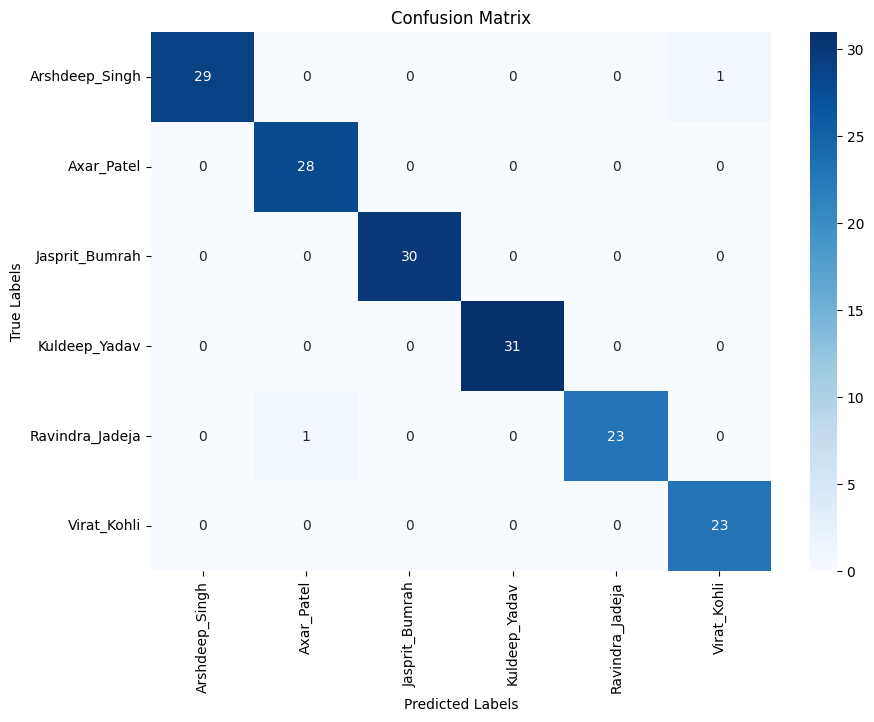 Confusion Matrix
True Labels
Arshdeep_Singh 29 0 0 0 0 1
Axar_Patel 0 28 0 0 0 0
Jasprit_Bumrah 0 0 30 0 0 0
Kuldeep_Yadav 0 0 0 31 0 0
Ravindra_Jadeja 0 1 0 0 23 0
Virat_Kohli 0 0 0 0 0 23
Arshdeep_Singh
Axar_Patel
Jasprit_Bumrah
Kuldeep_Yadav
Ravindra_Jadeja
Virat_Kohli
Predicted Labels
30
25
20
15
10
5
0